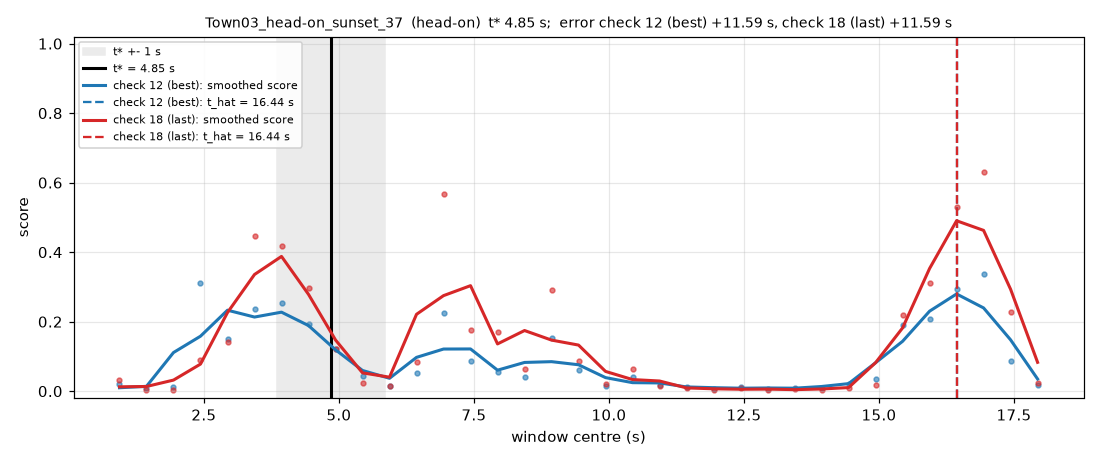 Town03_head-on_sunset_37  (head-on)  t* 4.85 s;  error check 12 (best) +11.59 s, check 18 (last) +11.59 s
t* +- 1 s
t* = 4.85 s
check 12 (best): smoothed score
check 12 (best): t_hat = 16.44 s
check 18 (last): smoothed score
check 18 (last): t_hat = 16.44 s
1.0
0.8
0.6
0.4
0.2
0.0
score
2.5 5.0 7.5 10.0 12.5 15.0 17.5
window centre (s)